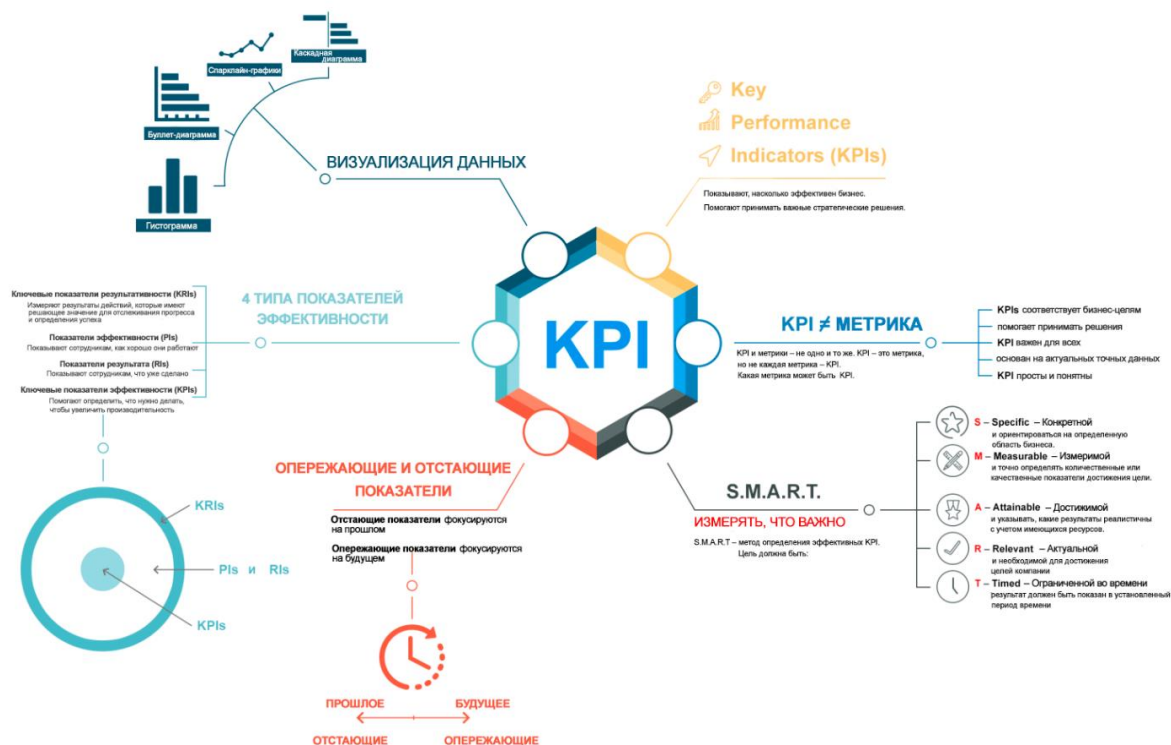 Каскадная
диаграмма
Спарклайн-графики
Буллет-диаграмма
Гистограмма
ВИЗУАЛИЗАЦИЯ ДАННЫХ
Key
Performance
Indicators (KPIs)
Показывают, насколько эффективен бизнес.
Помогают принимать важные стратегические решения.
Ключевые показатели результативности (KRIs)
Измеряют результаты действий, которые имеют
решающее значение для отслеживания прогресса
и определения успеха
Показатели эффективности (PIs)
Показывают сотрудникам, как хорошо они работают
Показатели результата (RIs)
Показывают сотрудникам, что уже сделано
Ключевые показатели эффективности (KPIs)
Помогают определить, что нужно делать,
чтобы увеличить производительность
4 ТИПА ПОКАЗАТЕЛЕЙ
ЭФФЕКТИВНОСТИ
KPI
KPI ≠ МЕТРИКА
KPI и метрики – не одно и то же. KPI – это метрика,
но не каждая метрика – KPI.
Какая метрика может быть KPI.
KPIs соответствует бизнес-целям
помогает принимать решения
KPI важен для всех
основан на актуальных точных данных
KPI просты и понятны
KRIs
PIs и RIs
KPIs
ОПЕРЕЖАЮЩИЕ И ОТСТАЮЩИЕ
ПОКАЗАТЕЛИ
Отстающие показатели фокусируются
на прошлом
Опережающие показатели фокусируются
на будущем
ПРОШЛОЕ БУДУЩЕЕ
ОТСТАЮЩИЕ ОПЕРЕЖАЮЩИЕ
S.M.A.R.T.
ИЗМЕРЯТЬ, ЧТО ВАЖНО
S.M.A.R.T – метод определения эффективных KPI.
Цель должна быть:
S – Specific – Конкретной
и ориентироваться на определенную
область бизнеса.
M – Measurable – Измеримой
и точно определять количественные или
качественные показатели достижения цели.
A – Attainable – Достижимой
и указывать, какие результаты реалистичны
с учетом имеющихся ресурсов.
R – Relevant – Актуальной
и необходимой для достижения
целей компании
T – Timed – Ограниченной во времени
результат должен быть показан в установленный
период времени